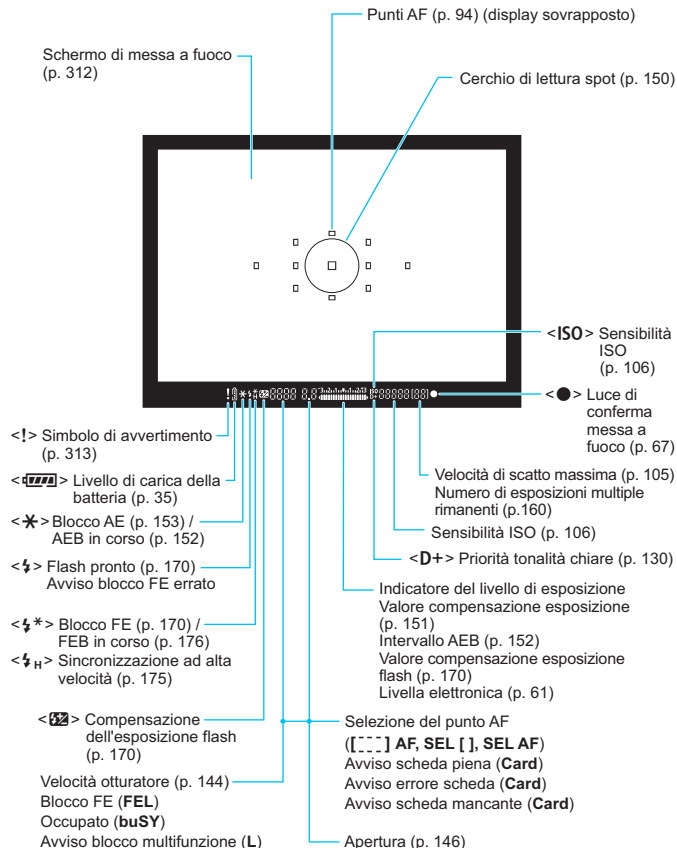 Punti AF (p. 94) (display sovrapposto)
Schermo di messa a fuoco
(p. 312)
Cerchio di lettura spot (p. 150)
<ISO> Sensibilità
ISO
(p. 106)
<●> Luce di
conferma
messa a
fuoco (p. 67)
<!> Simbolo di avvertimento
(p. 313)
Velocità di scatto massima (p. 105)
Numero di esposizioni multiple
rimanenti (p.160)
< > Livello di carica della
batteria (p. 35)
Sensibilità ISO (p. 106)
<✱> Blocco AE (p. 153) /
AEB in corso (p. 152)
<D+> Priorità tonalità chiare (p. 130)
<⚡> Flash pronto (p. 170)
Avviso blocco FE errato
Indicatore del livello di esposizione
Valore compensazione esposizione
(p. 151)
Intervallo AEB (p. 152)
Valore compensazione esposizione
flash (p. 170)
Livella elettronica (p. 61)
<⚡*> Blocco FE (p. 170) /
FEB in corso (p. 176)
<⚡H> Sincronizzazione ad alta
velocità (p. 175)
< > Compensazione
dell'esposizione flash
(p. 170)
Selezione del punto AF
([ ] AF, SEL [ ], SEL AF)
Avviso scheda piena (Card)
Avviso errore scheda (Card)
Avviso scheda mancante (Card)
Velocità otturatore (p. 144)
Blocco FE (FEL)
Occupato (buSY)
Avviso blocco multifunzione (L)
Apertura (p. 146)